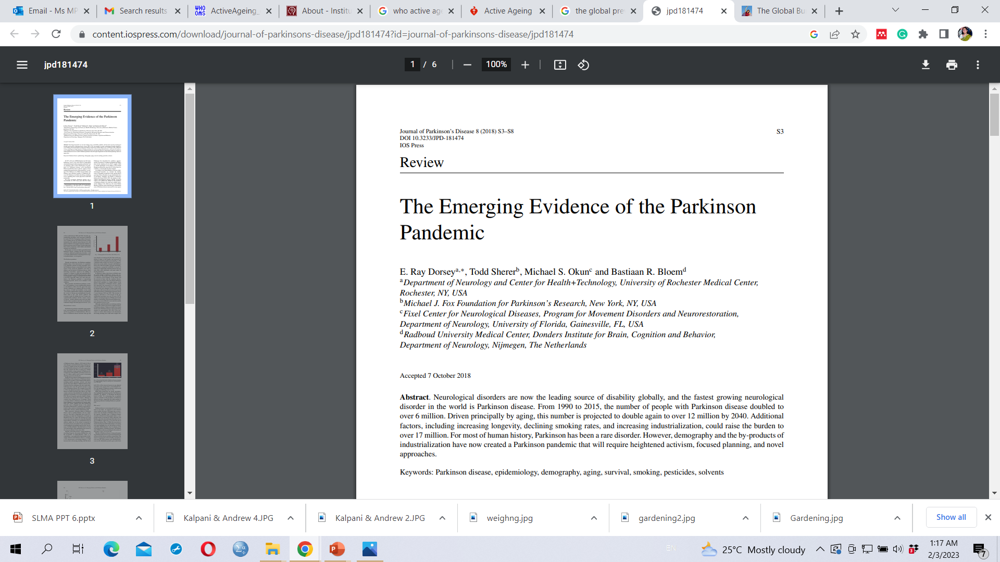 Email - Ms MP
Search results
ActiveAgeing_
About - Institu
who active age
Active Ageing
the global pre
jpd181474
The Global Bu
content.iospress.com/download/journal-of-parkinsons-disease/jpd181474?id=journal-of-parkinsons-disease/jpd181474
jpd181474
1 / 6
100%
1
2
3
Journal of Parkinson's Disease 8 (2018) S3–S8
S3
DOI 10.3233/JPD-181474
IOS Press
Review
The Emerging Evidence of the Parkinson
Pandemic
E. Ray Dorseya,∗, Todd Shererb, Michael S. Okunc and Bastiaan R. Bloemd
aDepartment of Neurology and Center for Health+Technology, University of Rochester Medical Center,
Rochester, NY, USA
bMichael J. Fox Foundation for Parkinson's Research, New York, NY, USA
cFixel Center for Neurological Diseases, Program for Movement Disorders and Neurorestoration,
Department of Neurology, University of Florida, Gainesville, FL, USA
dRadboud University Medical Center, Donders Institute for Brain, Cognition and Behavior,
Department of Neurology, Nijmegen, The Netherlands
Accepted 7 October 2018
Abstract. Neurological disorders are now the leading source of disability globally, and the fastest growing neurological
disorder in the world is Parkinson disease. From 1990 to 2015, the number of people with Parkinson disease doubled to
over 6 million. Driven principally by aging, this number is projected to double again to over 12 million by 2040. Additional
factors, including increasing longevity, declining smoking rates, and increasing industrialization, could raise the burden to
over 17 million. For most of human history, Parkinson has been a rare disorder. However, demography and the by-products of
industrialization have now created a Parkinson pandemic that will require heightened activism, focused planning, and novel
approaches.
Keywords: Parkinson disease, epidemiology, demography, aging, survival, smoking, pesticides, solvents
SLMA PPT 6.pptx
Kalpani & Andrew 4.JPG
Kalpani & Andrew 2.JPG
weighng.jpg
gardening2.jpg
Gardening.jpg
Show all
EN
25°C Mostly cloudy
1:17 AM
2/3/2023
7